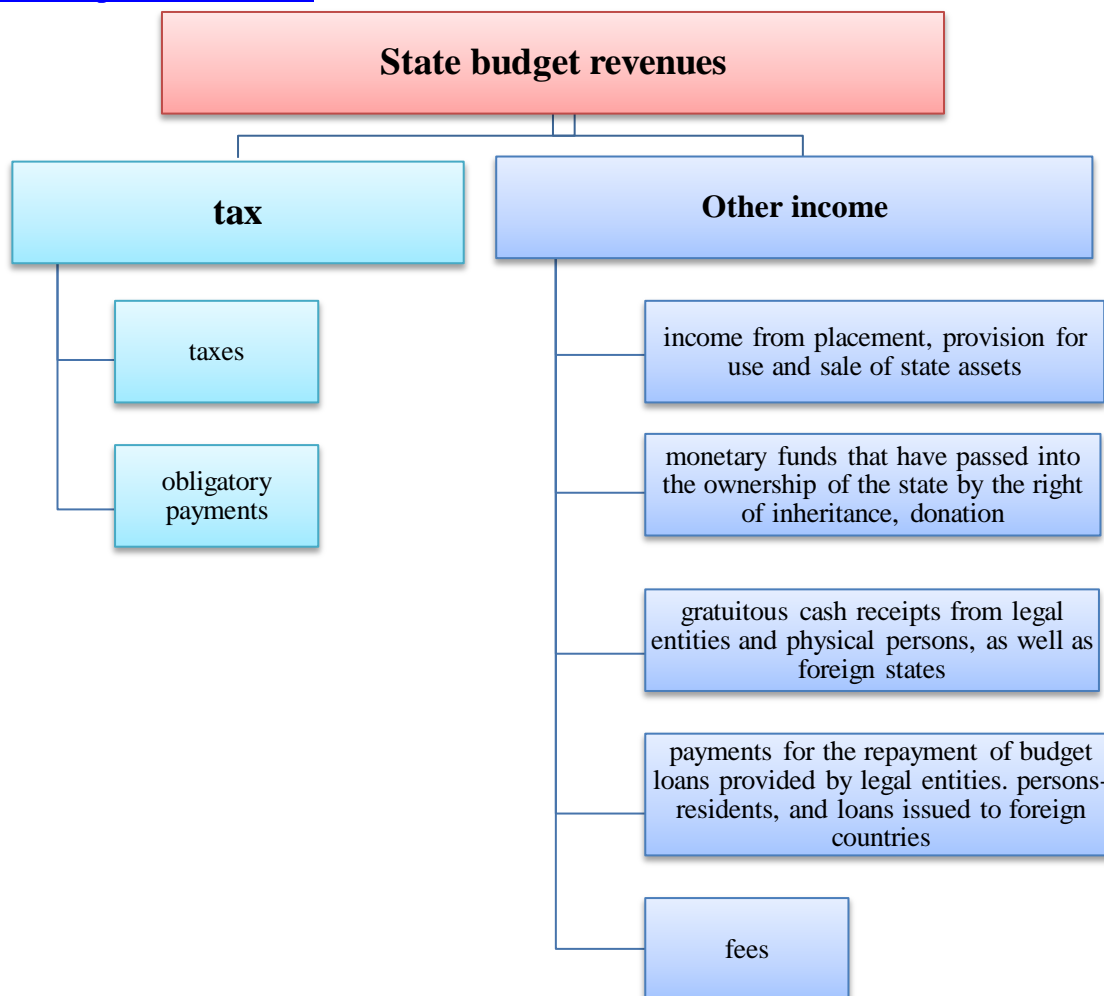 State budget revenues
tax
Other income
taxes
obligatory
payments
income from placement, provision for
use and sale of state assets
monetary funds that have passed into
the ownership of the state by the right
of inheritance, donation
gratuitous cash receipts from legal
entities and physical persons, as well as
foreign states
payments for the repayment of budget
loans provided by legal entities. persons-
residents, and loans issued to foreign
countries
fees